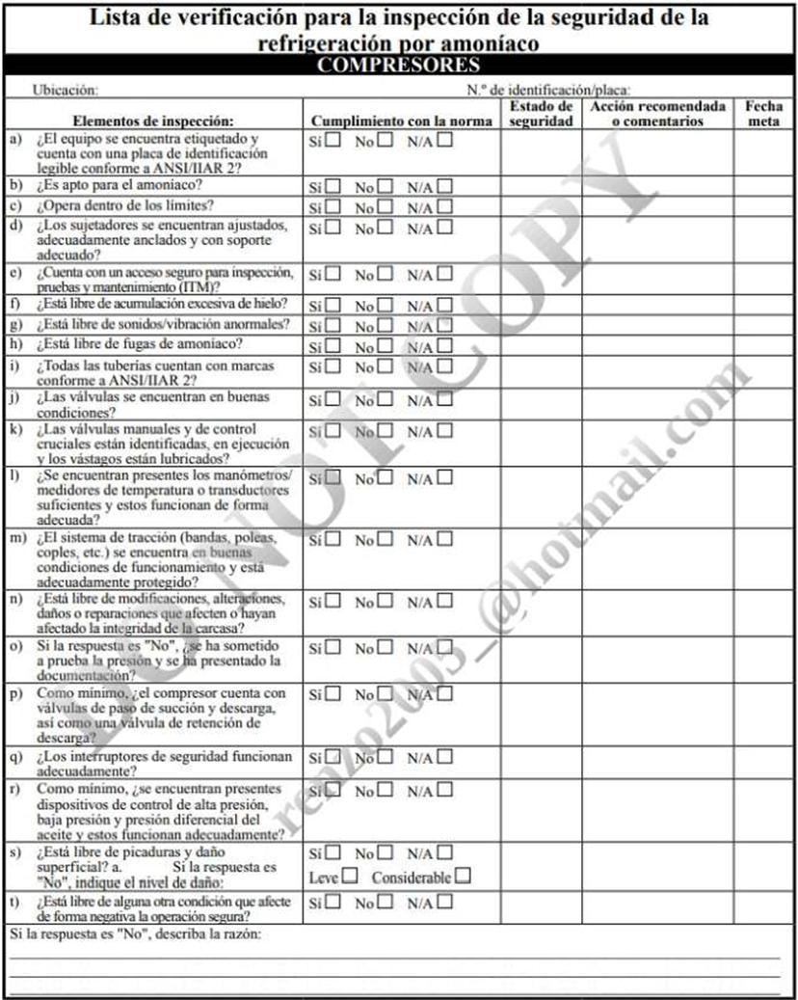 Lista de verificación para la inspección de la seguridad de la
refrigeración por amoníaco
COMPRESORES
Ubicación: N.º de identificación/placa:
Elementos de inspección: Cumplimiento con la norma Estado de seguridad Acción recomendada o comentarios Fecha meta
a) ¿El equipo se encuentra etiquetado y Sí☐ No☐ N/A☐
cuenta con una placa de identificación
legible conforme a ANSI/IIAR 2?
b) ¿Es apto para el amoníaco? Sí☐ No☐ N/A☐
c) ¿Opera dentro de los límites? Sí☐ No☐ N/A☐
d) ¿Los sujetadores se encuentran ajustados, Sí☐ No☐ N/A☐
adecuadamente anclados y con soporte
adecuado?
e) ¿Cuenta con un acceso seguro para inspección, Sí☐ No☐ N/A☐
pruebas y mantenimiento (ITM)?
f) ¿Está libre de acumulación excesiva de hielo? Sí☐ No☐ N/A☐
g) ¿Está libre de sonidos/vibración anormales? Sí☐ No☐ N/A☐
h) ¿Está libre de fugas de amoníaco? Sí☐ No☐ N/A☐
i) ¿Todas las tuberías cuentan con marcas Sí☐ No☐ N/A☐
conforme a ANSI/IIAR 2?
j) ¿Las válvulas se encuentran en buenas Sí☐ No☐ N/A☐
condiciones?
k) ¿Las válvulas manuales y de control Sí☐ No☐ N/A☐
cruciales están identificadas, en ejecución
y los vástagos están lubricados?
l) ¿Se encuentran presentes los manómetros/ Sí☐ No☐ N/A☐
medidores de temperatura o transductores
suficientes y estos funcionan de forma
adecuada?
m) ¿El sistema de tracción (bandas, poleas, Sí☐ No☐ N/A☐
coples, etc.) se encuentra en buenas
condiciones de funcionamiento y está
adecuadamente protegido?
n) ¿Está libre de modificaciones, alteraciones, Sí☐ No☐ N/A☐
daños o reparaciones que afecten o hayan
afectado la integridad de la carcasa?
o) Si la respuesta es "No", ¿se ha sometido Sí☐ No☐ N/A☐
a prueba la presión y se ha presentado la
documentación?
p) Como mínimo, ¿el compresor cuenta con Sí☐ No☐ N/A☐
válvulas de paso de succión y descarga,
así como una válvula de retención de
descarga?
q) ¿Los interruptores de seguridad funcionan Sí☐ No☐ N/A☐
adecuadamente?
r) Como mínimo, ¿se encuentran presentes Sí☐ No☐ N/A☐
dispositivos de control de alta presión,
baja presión y presión diferencial del
aceite y estos funcionan adecuadamente?
s) ¿Está libre de picaduras y daño Sí☐ No☐ N/A☐
superficial? a. Si la respuesta es
"No", indique el nivel de daño: Leve☐ Considerable☐
t) ¿Está libre de alguna otra condición que afecte Sí☐ No☐ N/A☐
de forma negativa la operación segura?
Si la respuesta es "No", describa la razón:
DO NOT COPY
renzo2005_@hotmail.com